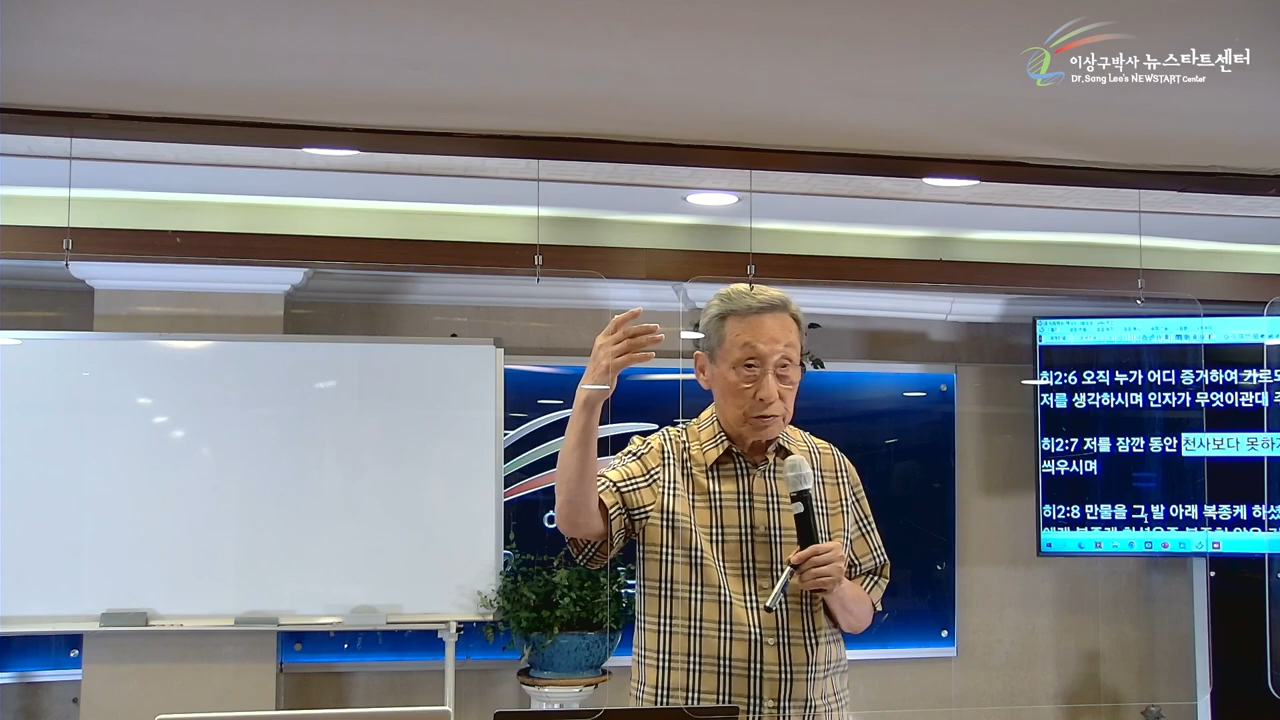 이상구박사 뉴스타트센터
Dr. Sang Lee's NEWSTART Center
히2:6 오직 누가 어디 증거하여 가로되
저를 생각하시며 인자가 무엇이관대
히2:7 저를 잠깐 동안 천사보다 못하게
씌우시며
히2:8 만물을 그 발 아래 복종케 하셨